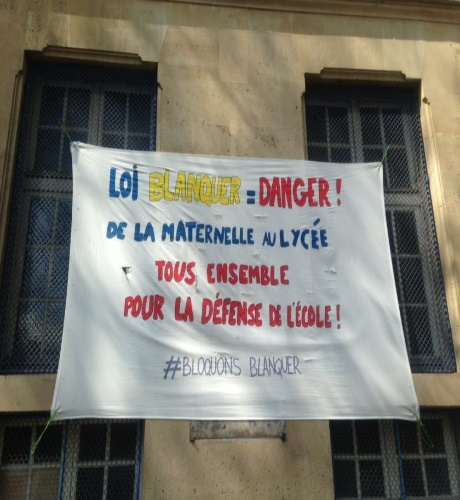 LOi BLANQUER = DANGER !
DE LA MATERNELLE AU LYCÉE
TOUS ENSEMBLE
POUR LA DÉFENSE DE L'ÉCOLE !
#BLOQUONS BLANQUER